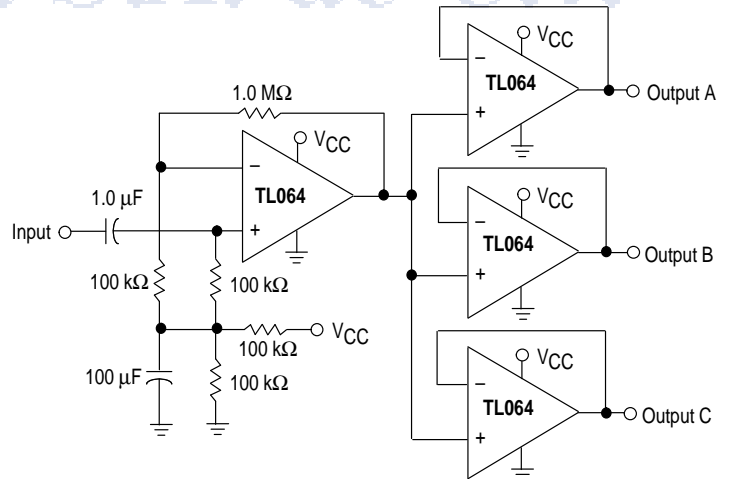 VCC
TL064
Output A
1.0 MΩ
VCC
TL064
1.0 µF
Input
100 kΩ
100 kΩ
VCC
100 kΩ
100 µF
100 kΩ
VCC
TL064
Output B
VCC
TL064
Output C
−
+
−
+
−
+
−
+